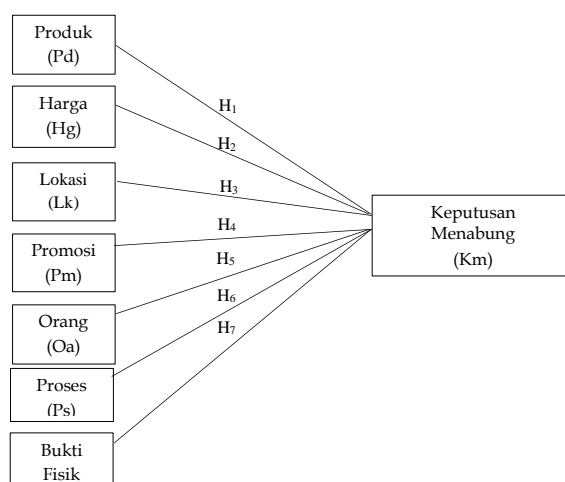 Produk
(Pd)
Harga
(Hg)
Lokasi
(Lk)
Promosi
(Pm)
Orang
(Oa)
Proses
(Ps)
Bukti
Fisik
H1
H2
H3
H4
H5
H6
H7
Keputusan
Menabung
(Km)